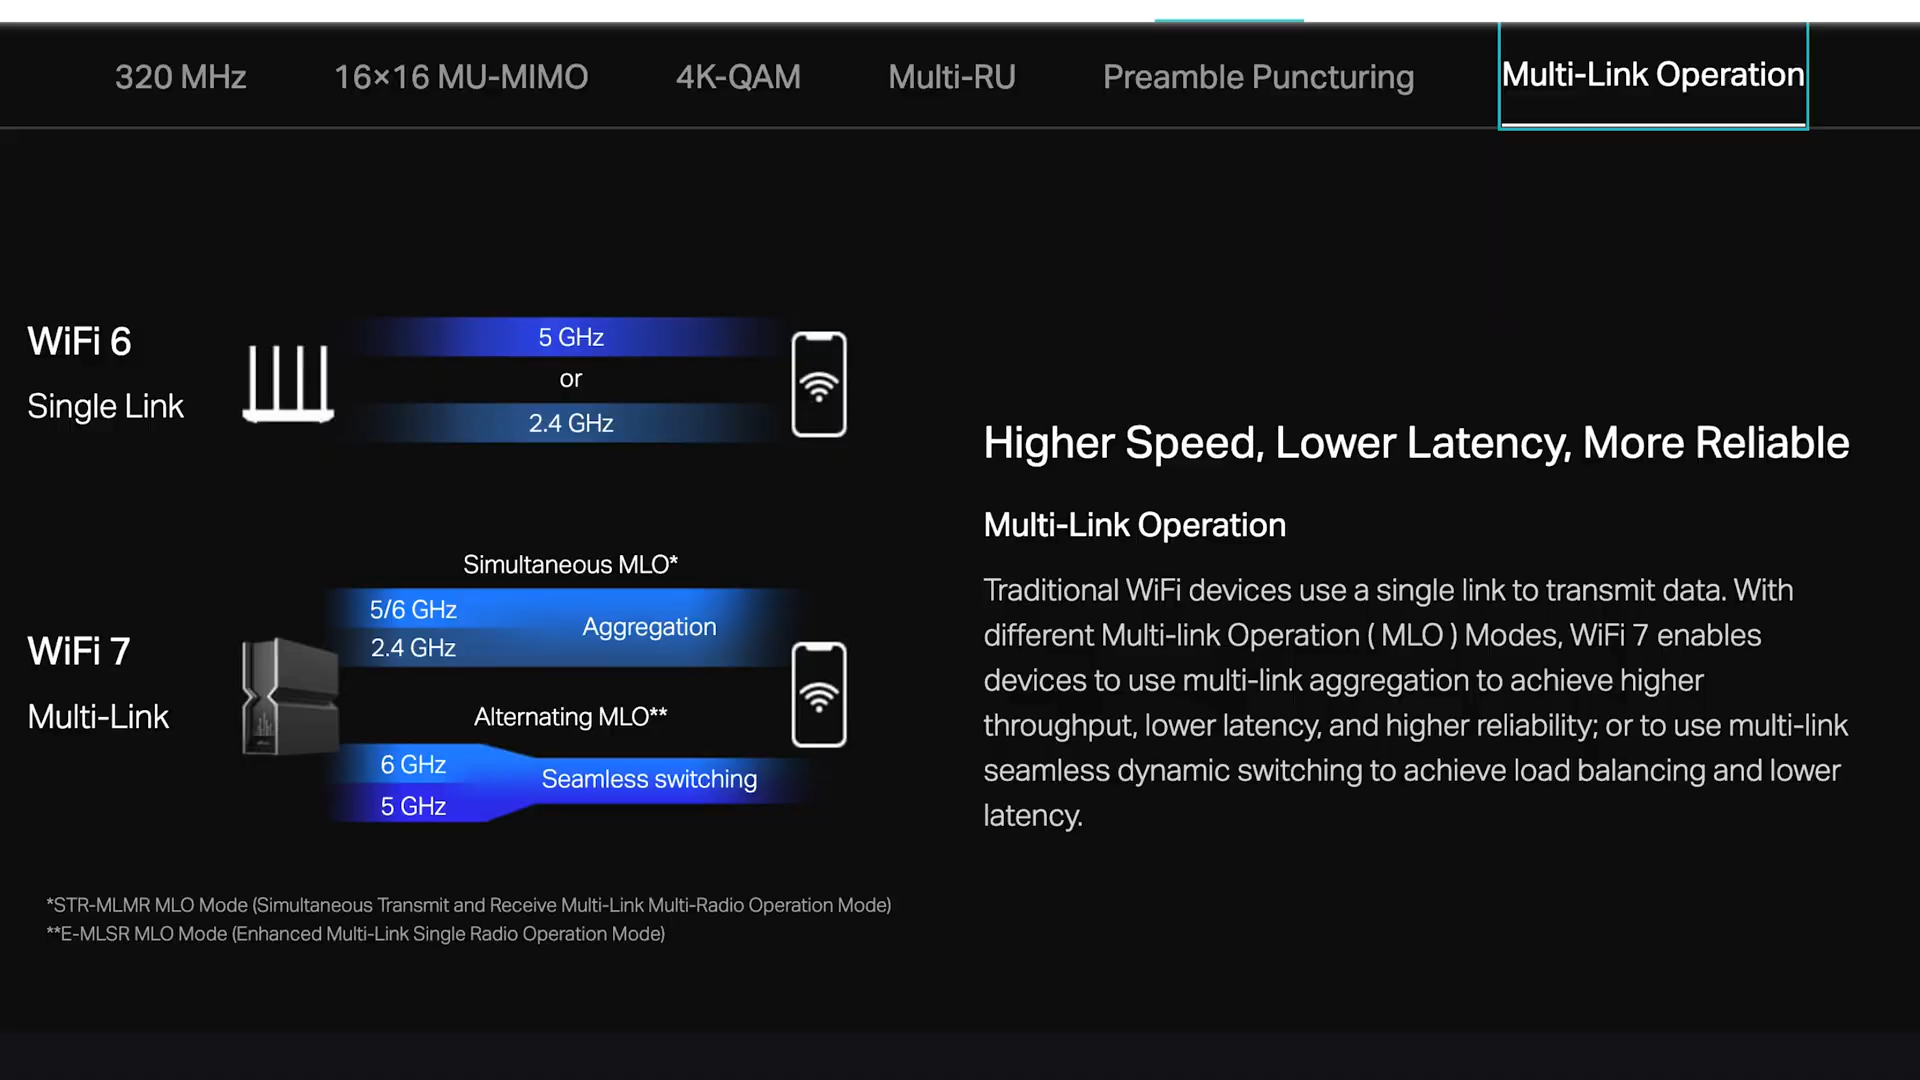 320 MHz
16×16 MU-MIMO
4K-QAM
Multi-RU
Preamble Puncturing
Multi-Link Operation
WiFi 6
Single Link
5 GHz
or
2.4 GHz
WiFi 7
Multi-Link
Simultaneous MLO*
5/6 GHz
2.4 GHz
Aggregation
Alternating MLO**
6 GHz
5 GHz
Seamless switching
*STR-MLMR MLO Mode (Simultaneous Transmit and Receive Multi-Link Multi-Radio Operation Mode)
**E-MLSR MLO Mode (Enhanced Multi-Link Single Radio Operation Mode)
Higher Speed, Lower Latency, More Reliable
Multi-Link Operation
Traditional WiFi devices use a single link to transmit data. With
different Multi-link Operation ( MLO ) Modes, WiFi 7 enables
devices to use multi-link aggregation to achieve higher
throughput, lower latency, and higher reliability; or to use multi-link
seamless dynamic switching to achieve load balancing and lower
latency.